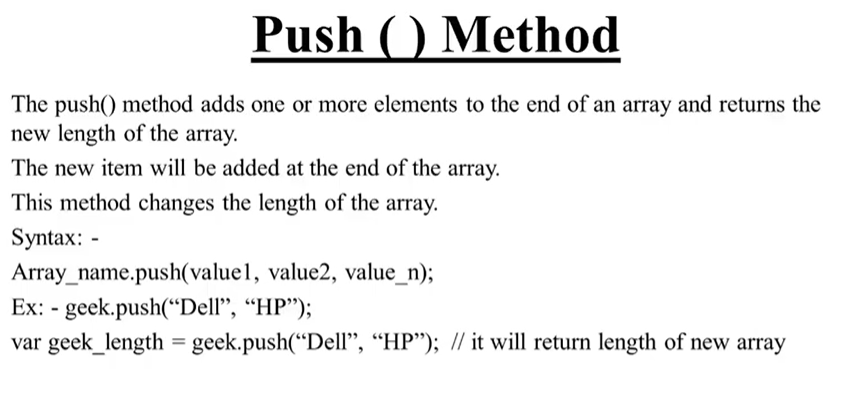 Push ( ) Method
The push() method adds one or more elements to the end of an array and returns the
new length of the array.
The new item will be added at the end of the array.
This method changes the length of the array.
Syntax: -
Array_name.push(value1, value2, value_n);
Ex: - geek.push(“Dell”, “HP”);
var geek_length = geek.push(“Dell”, “HP”); // it will return length of new array